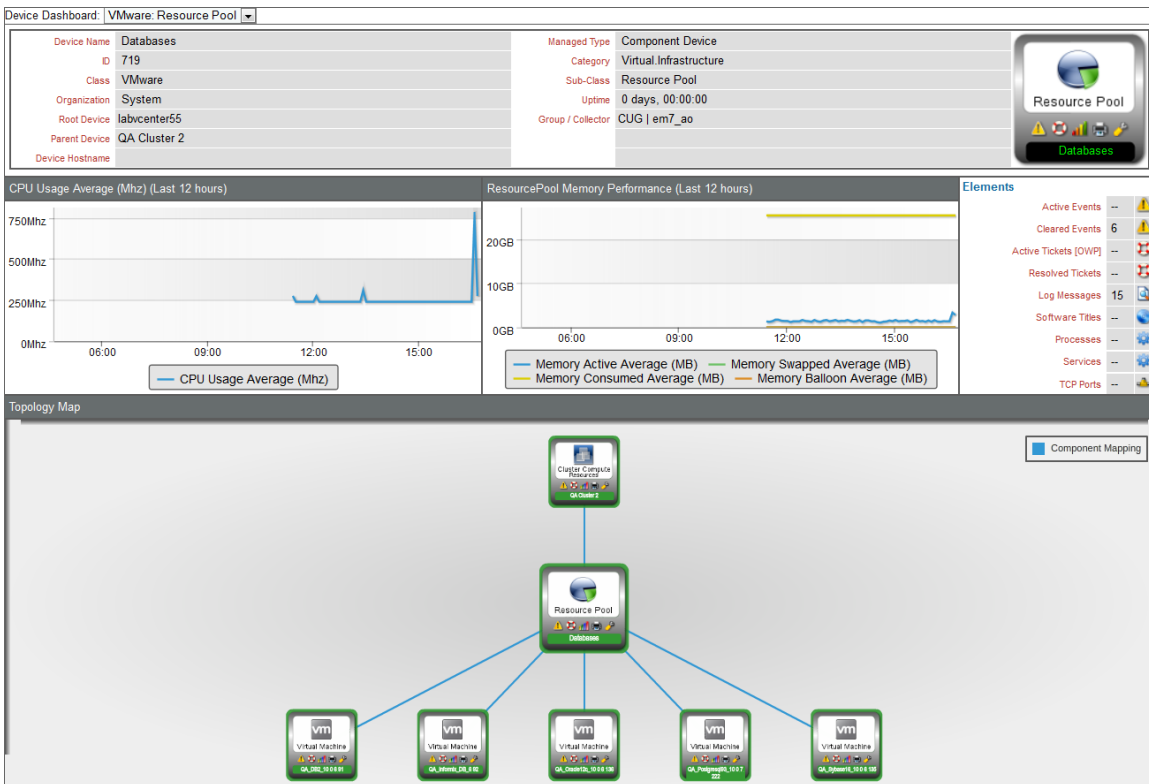 Device Dashboard: VMware: Resource Pool
Device Name Databases Managed Type Component Device
ID 719 Category Virtual.Infrastructure
Class VMware Sub-Class Resource Pool
Organization System Uptime 0 days, 00:00:00
Root Device labvcenter55 Group / Collector CUG | em7_ao
Parent Device QA Cluster 2
Device Hostname
Resource Pool
Databases
CPU Usage Average (Mhz) (Last 12 hours)
750Mhz
500Mhz
250Mhz
0Mhz
06:00 09:00 12:00 15:00
CPU Usage Average (Mhz)
ResourcePool Memory Performance (Last 12 hours)
20GB
10GB
0GB
06:00 09:00 12:00 15:00
Memory Active Average (MB) Memory Swapped Average (MB)
Memory Consumed Average (MB) Memory Balloon Average (MB)
Elements
Active Events --
Cleared Events 6
Active Tickets [OWP] --
Resolved Tickets --
Log Messages 15
Software Titles --
Processes --
Services --
TCP Ports --
Topology Map
Component Mapping
Cluster Compute
Resources
QA Cluster 2
Resource Pool
Databases
vm vm vm vm vm
Virtual Machine Virtual Machine Virtual Machine Virtual Machine Virtual Machine